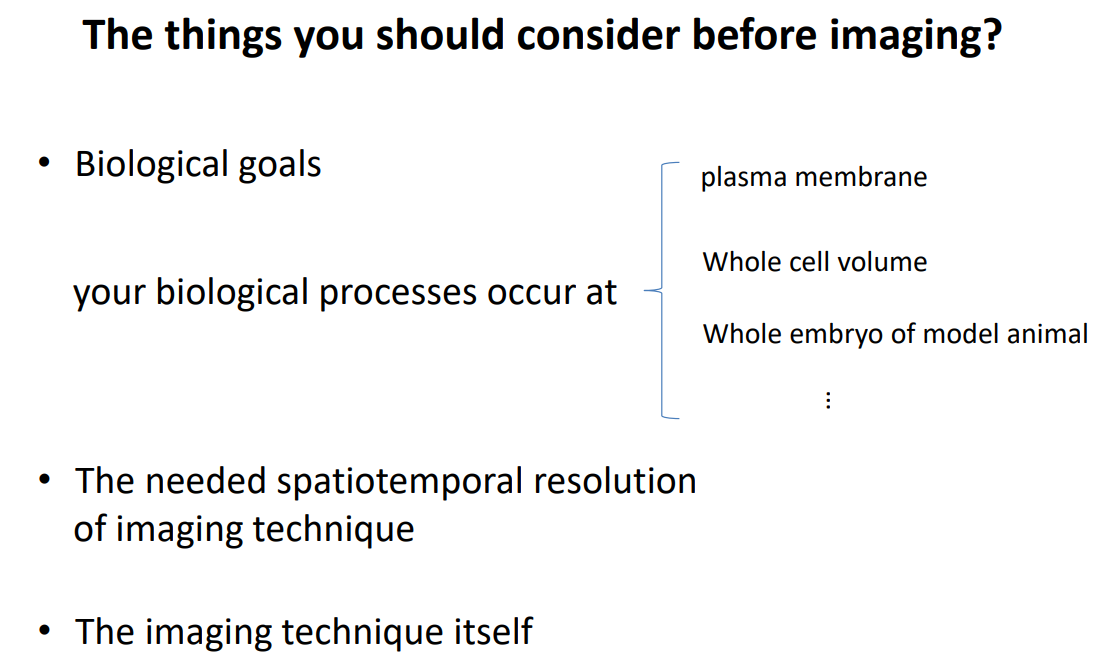 The things you should consider before imaging?
• Biological goals
your biological processes occur at
plasma membrane
Whole cell volume
Whole embryo of model animal
⋮
• The needed spatiotemporal resolution
of imaging technique
• The imaging technique itself